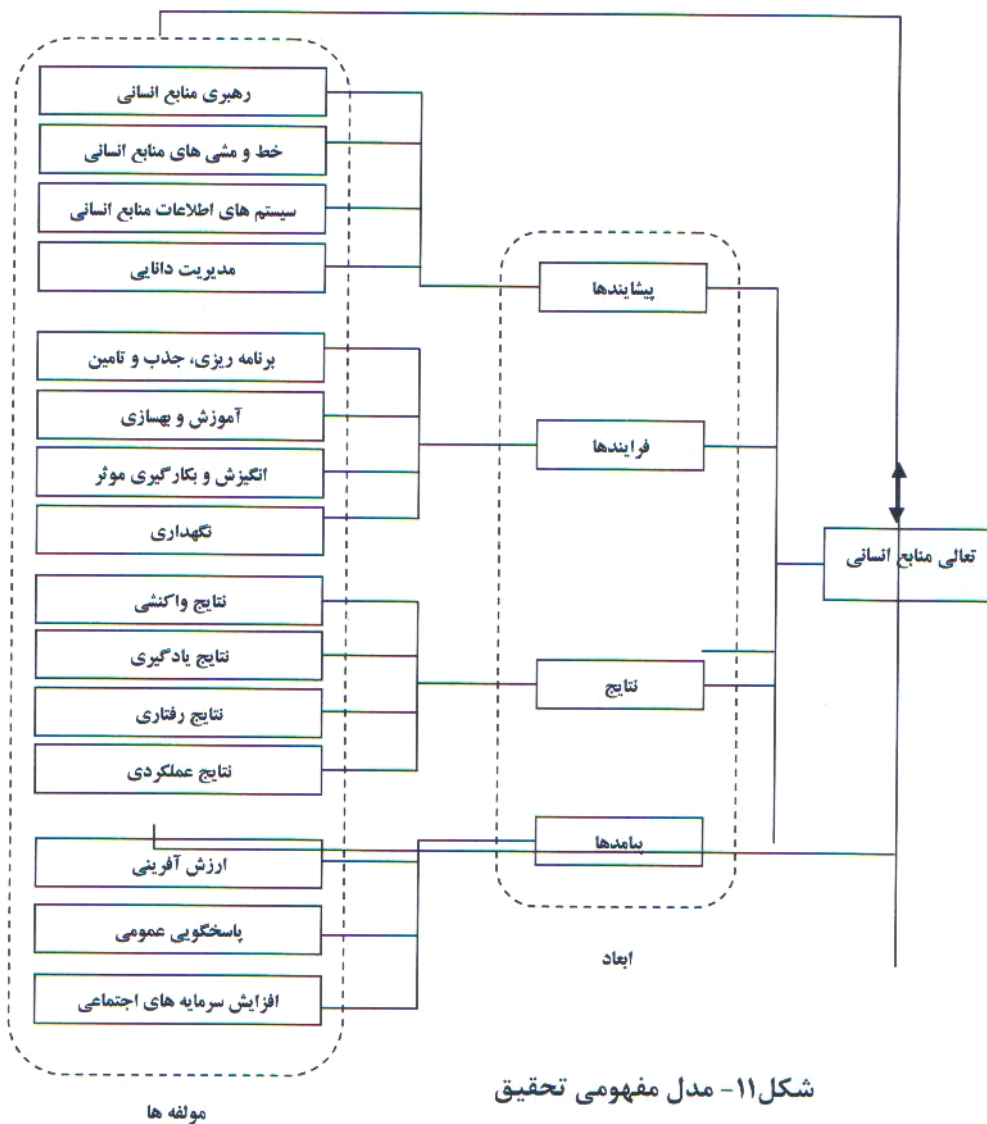 رهبری منابع انسانی
خط و مشی های منابع انسانی
سیستم های اطلاعات منابع انسانی
مدیریت دانایی
پیشایندها
برنامه ریزی، جذب و تامین
آموزش و بهسازی
انگیزش و بکارگیری موثر
نگهداری
فرایندها
تعالی منابع انسانی
نتایج واکنشی
نتایج یادگیری
نتایج رفتاری
نتایج عملکردی
نتایج
پیامدها
ارزش آفرینی
پاسخگویی عمومی
افزایش سرمایه های اجتماعی
ابعاد
مولفه ها
شکل۱۱- مدل مفهومی تحقیق